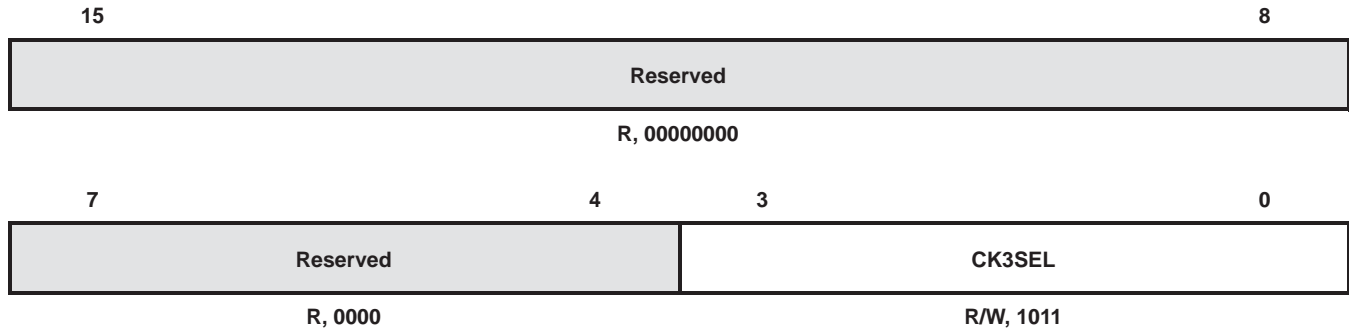 15 8
Reserved
R, 00000000
7 4 3 0
Reserved CK3SEL
R, 0000 R/W, 1011